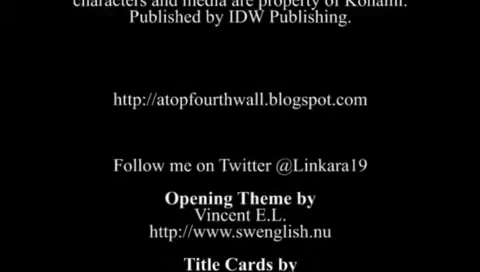 characters and media are property of Konami.
Published by IDW Publishing.
http://atopfourthwall.blogspot.com
Follow me on Twitter @Linkara19
Opening Theme by
Vincent E.L.
http://www.swenglish.nu
Title Cards by